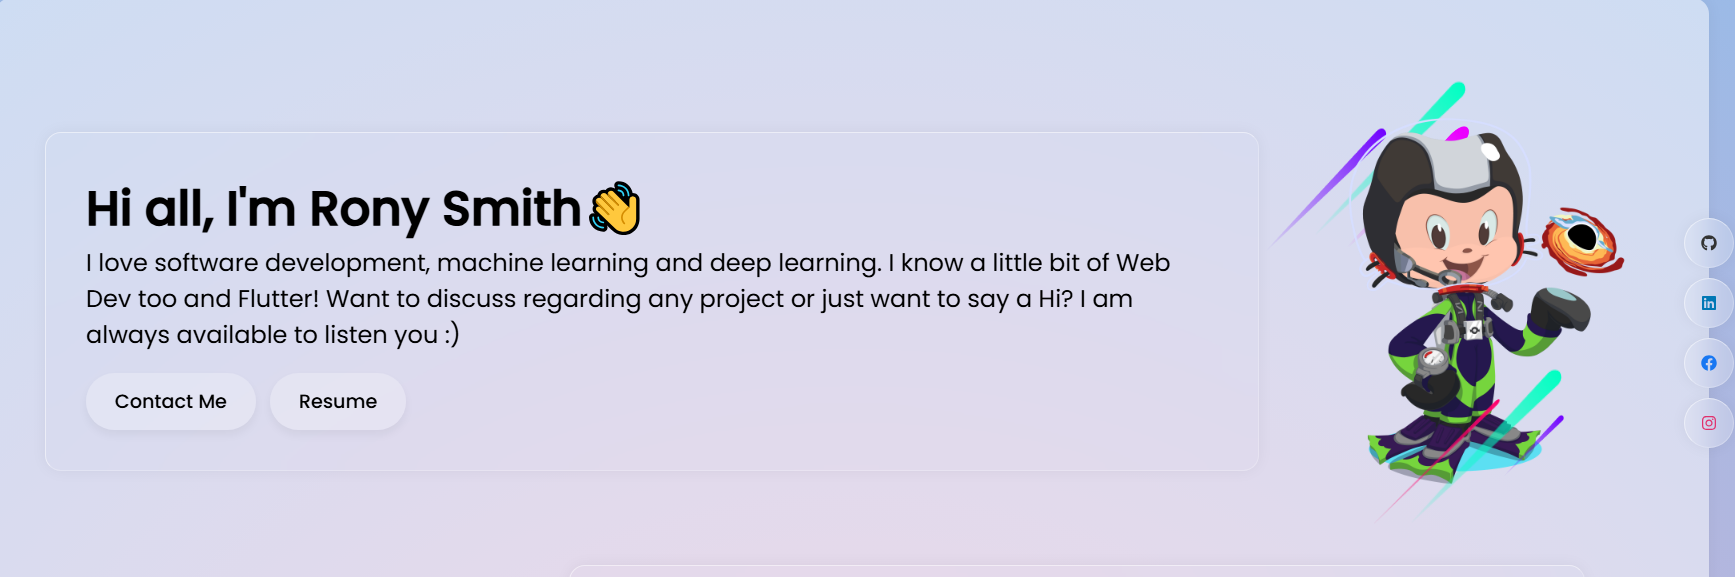 Hi all, I'm Rony Smith👋
I love software development, machine learning and deep learning. I know a little bit of Web
Dev too and Flutter! Want to discuss regarding any project or just want to say a Hi? I am
always available to listen you :)
Contact Me
Resume